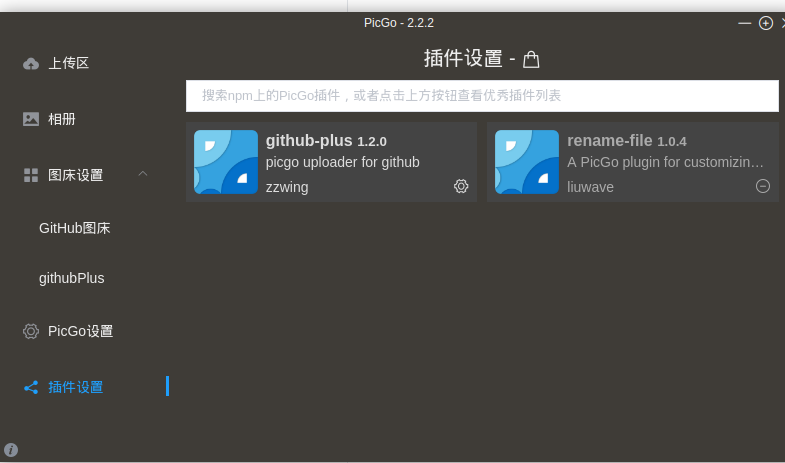 PicGo - 2.2.2
上传区
相册
图床设置
GitHub图床
githubPlus
PicGo设置
插件设置
插件设置 -
搜索npm上的PicGo插件，或者点击上方按钮查看优秀插件列表
github-plus 1.2.0
picgo uploader for github
zzwing
rename-file 1.0.4
A PicGo plugin for customizin…
liuwave